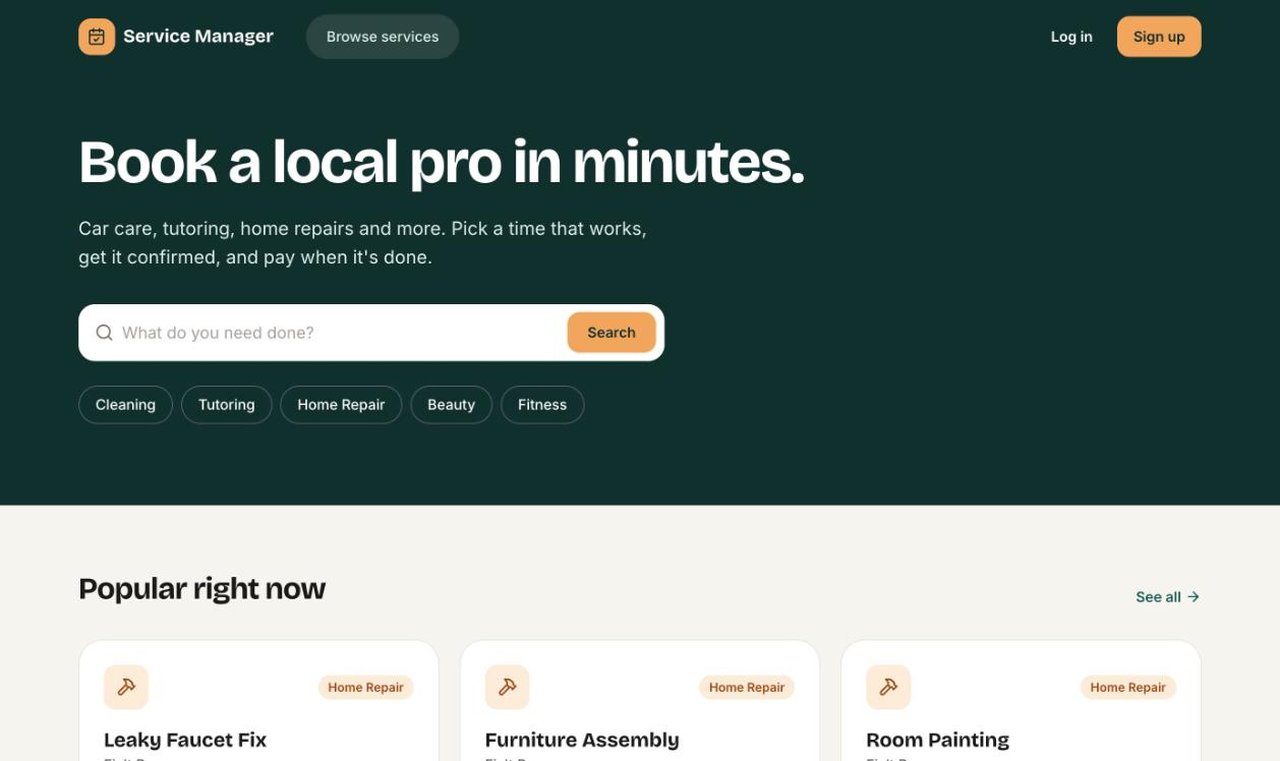 Service Manager
Browse services
Log in
Sign up
Book a local pro in minutes.
Car care, tutoring, home repairs and more. Pick a time that works,
get it confirmed, and pay when it's done.
What do you need done?
Search
Cleaning
Tutoring
Home Repair
Beauty
Fitness
Popular right now
See all →
Home Repair
Leaky Faucet Fix
Home Repair
Furniture Assembly
Home Repair
Room Painting